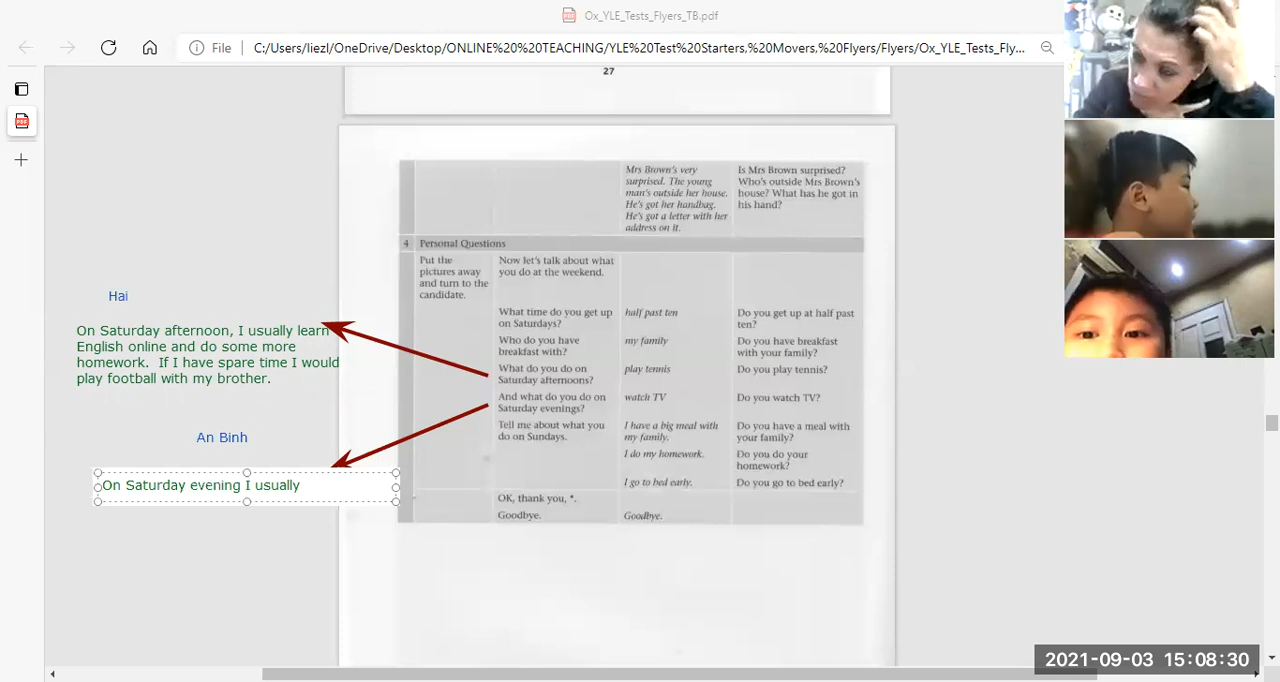 Ox_YLE_Tests_Flyers_TB.pdf
File C:/Users/liezl/OneDrive/Desktop/ONLINE%20%20TEACHING/YLE%20Test%20Starters,%20Movers,%20Flyers/Flyers/Ox_YLE_Tests_Fly...
27
Mrs Brown's very
surprised. The young
man's outside her house.
He's got her handbag.
He's got a letter with her
address on it.
Is Mrs Brown surprised?
Who's outside Mrs Brown's
house? What has he got in
his hand?
4 Personal Questions
Put the
pictures away
and turn to the
candidate.
Now let's talk about what
you do at the weekend.
What time do you get up
on Saturdays?
half past ten
Do you get up at half past
ten?
Who do you have
breakfast with?
my family
Do you have breakfast
with your family?
What do you do on
Saturday afternoons?
play tennis
Do you play tennis?
And what do you do on
Saturday evenings?
watch TV
Do you watch TV?
Tell me about what you
do on Sundays.
I have a big meal with
my family.
Do you have a meal with
your family?
I do my homework.
Do you do your
homework?
I go to bed early.
Do you go to bed early?
OK, thank you, *.
Goodbye.
Goodbye.
Hai
On Saturday afternoon, I usually learn
English online and do some more
homework. If I have spare time I would
play football with my brother.
An Binh
On Saturday evening I usually
2021-09-03 15:08:30